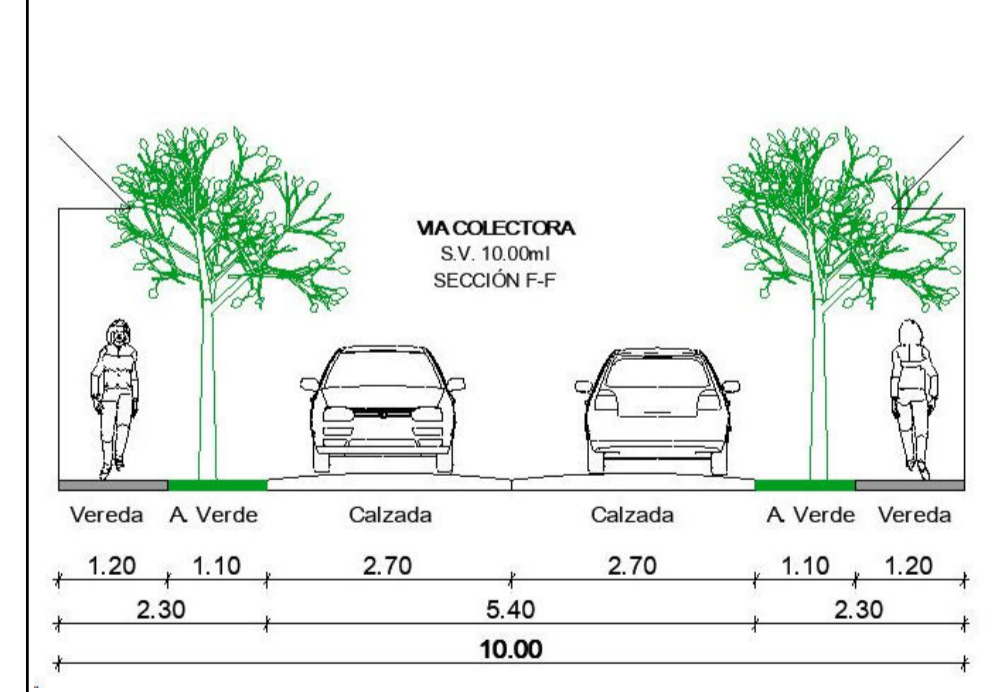 VIA COLECTORA
S.V. 10.00ml
SECCIÓN F-F
Vereda A. Verde Calzada Calzada A. Verde Vereda
1.20 1.10 2.70 2.70 1.10 1.20
2.30 5.40 2.30
10.00